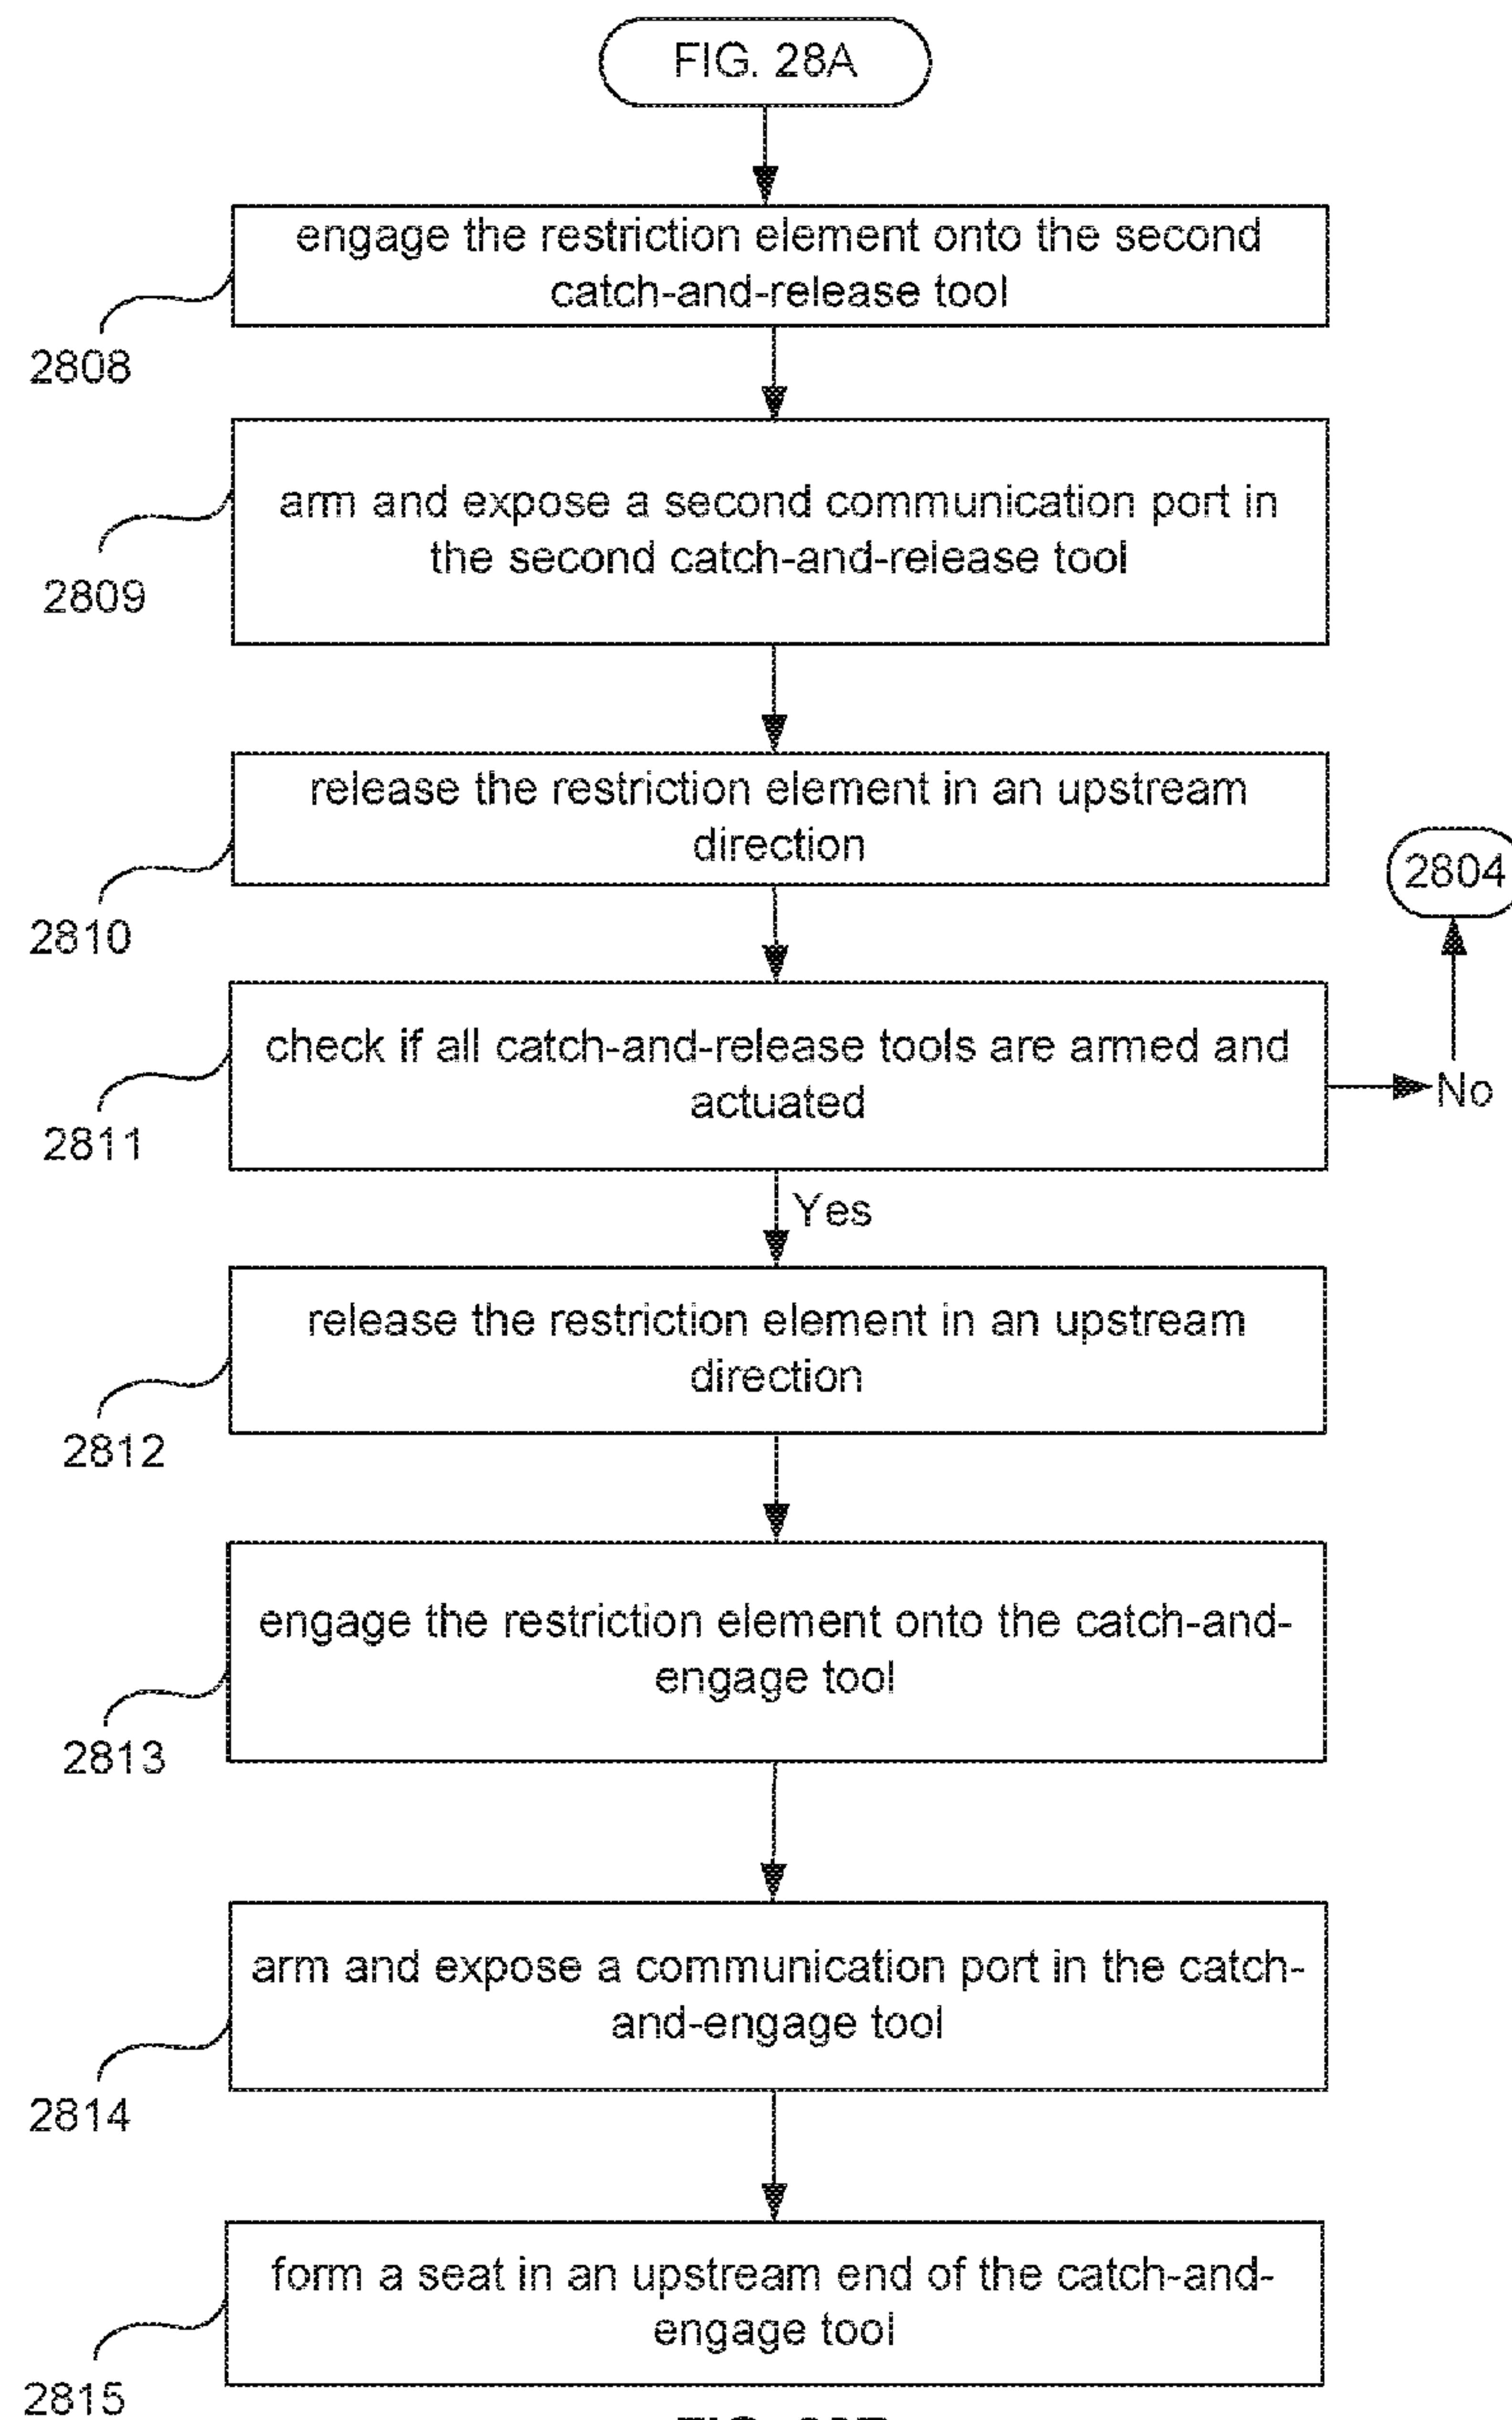 FIG. 28A
engage the restriction element onto the second
catch-and-release tool
2808
arm and expose a second communication port in
the second catch-and-release tool
2809
release the restriction element in an upstream
direction
2810
2804
check if all catch-and-release tools are armed and
actuated
2811
No
Yes
release the restriction element in an upstream
direction
2812
engage the restriction element onto the catch-and-
engage tool
2813
arm and expose a communication port in the catch-
and-engage tool
2814
form a seat in an upstream end of the catch-and-
engage tool
2815